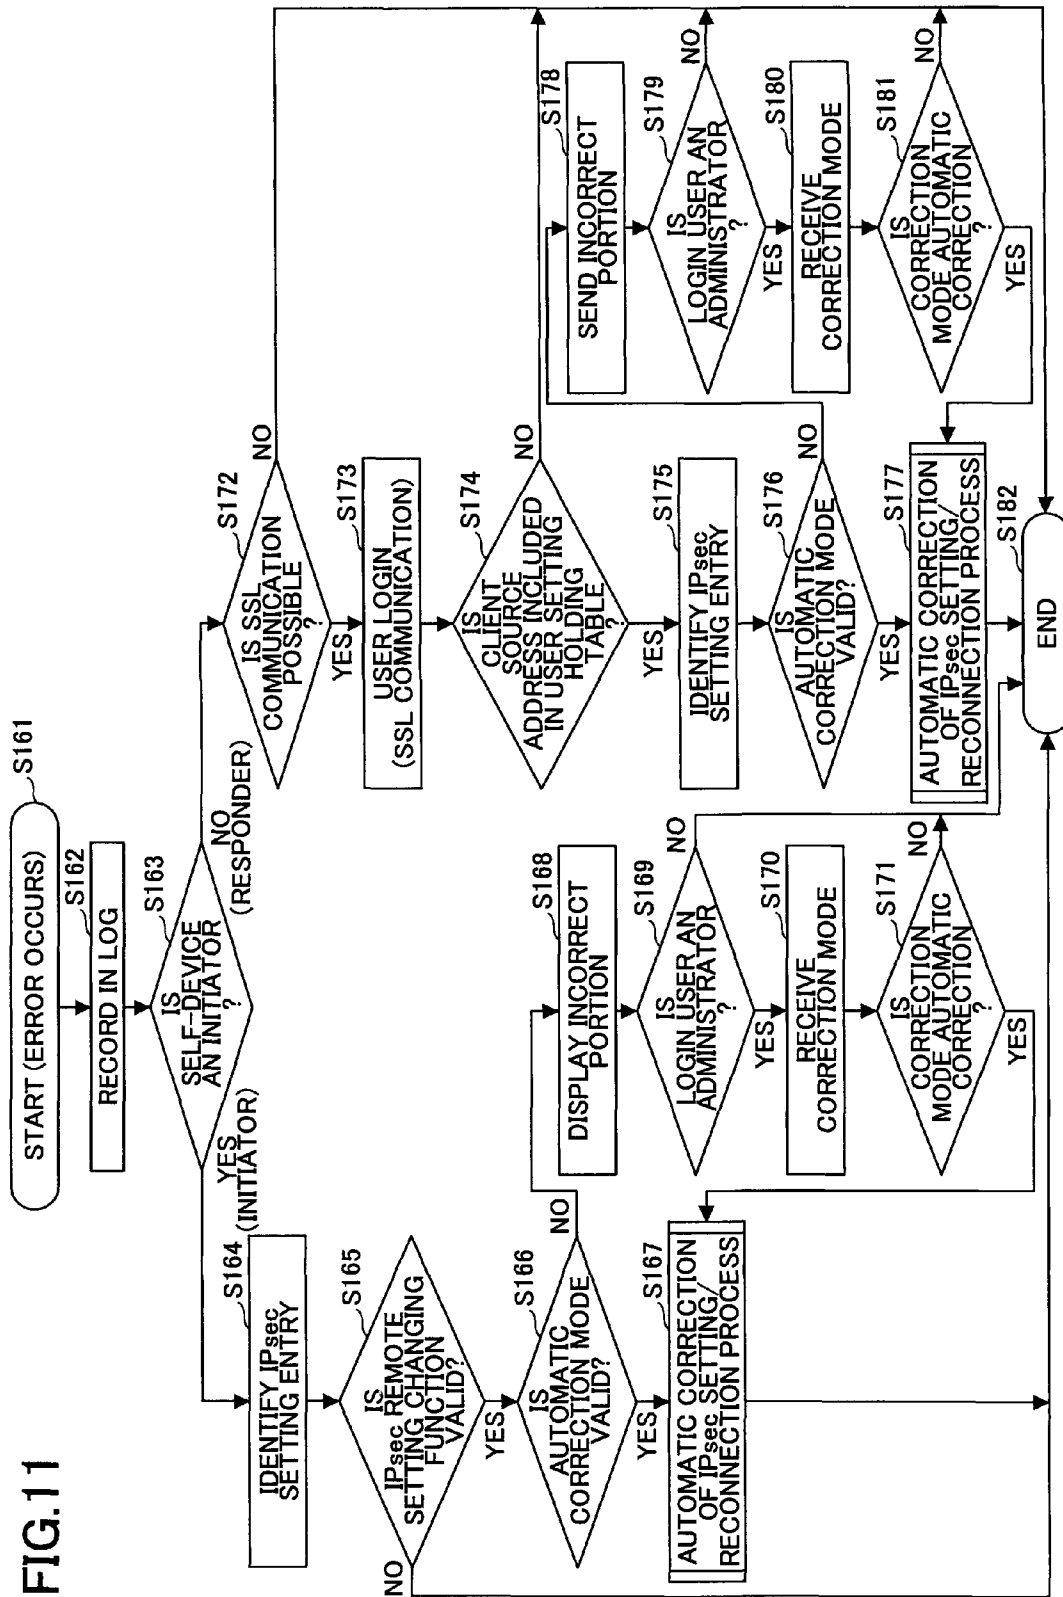 FIG.11
START (ERROR OCCURS)
S161
RECORD IN LOG
S162
IS
SELF-DEVICE
AN INITIATOR
?
S163
YES
(INITIATOR)
NO
(RESPONDER)
IDENTIFY IPsec
SETTING ENTRY
S164
IS
IPsec REMOTE
SETTING CHANGING
FUNCTION
VALID?
S165
NO
YES
IS
AUTOMATIC
CORRECTION MODE
VALID?
S166
NO
YES
AUTOMATIC CORRECTION
OF IPsec SETTING/
RECONNECTION PROCESS
S167
DISPLAY INCORRECT
PORTION
S168
IS
LOGIN USER AN
ADMINISTRATOR
?
S169
NO
YES
RECEIVE
CORRECTION MODE
S170
IS
CORRECTION
MODE AUTOMATIC
CORRECTION
?
S171
NO
YES
IS SSL
COMMUNICATION
POSSIBLE
?
S172
NO
YES
USER LOGIN
(SSL COMMUNICATION)
S173
IS
CLIENT
SOURCE
ADDRESS INCLUDED
IN USER SETTING
HOLDING
TABLE
?
S174
NO
YES
IDENTIFY IPsec
SETTING ENTRY
S175
IS
AUTOMATIC
CORRECTION MODE
VALID?
S176
NO
YES
AUTOMATIC CORRECTION
OF IPsec SETTING/
RECONNECTION PROCESS
S177
SEND INCORRECT
PORTION
S178
IS
LOGIN USER AN
ADMINISTRATOR
?
S179
NO
YES
RECEIVE
CORRECTION MODE
S180
IS
CORRECTION
MODE AUTOMATIC
CORRECTION
?
S181
NO
YES
END
S182